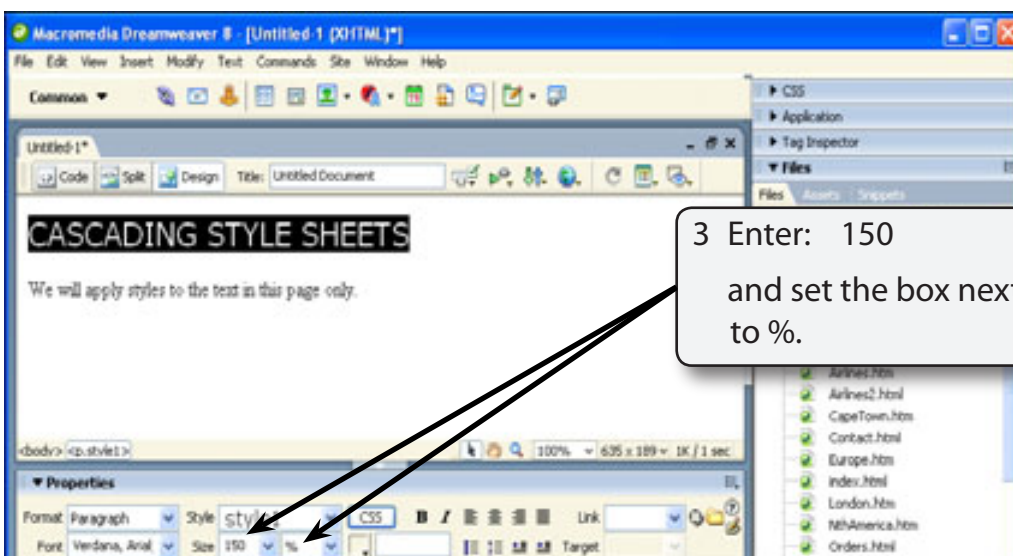 Macromedia Dreamweaver 8 - [Untitled-1 (XHTML)*]
File Edit View Insert Modify Text Commands Site Window Help
Common
CSS
Application
Tag Inspector
Files
Files Assets Snippets
Untitled-1*
Code Split Design Title: Untitled Document
CASCADING STYLE SHEETS
We will apply styles to the text in this page only.
3 Enter: 150
and set the box next
to %.
Airlines.htm
Airlines2.html
CapeTown.htm
Contact.html
Europe.htm
index.html
London.htm
NthAmerica.htm
Orders.html
<body> <p.style1> 100% 635 x 189 1K / 1 sec
Properties
Format Paragraph Style style1 CSS B I Link
Font Verdana, Arial Size 150 % Target